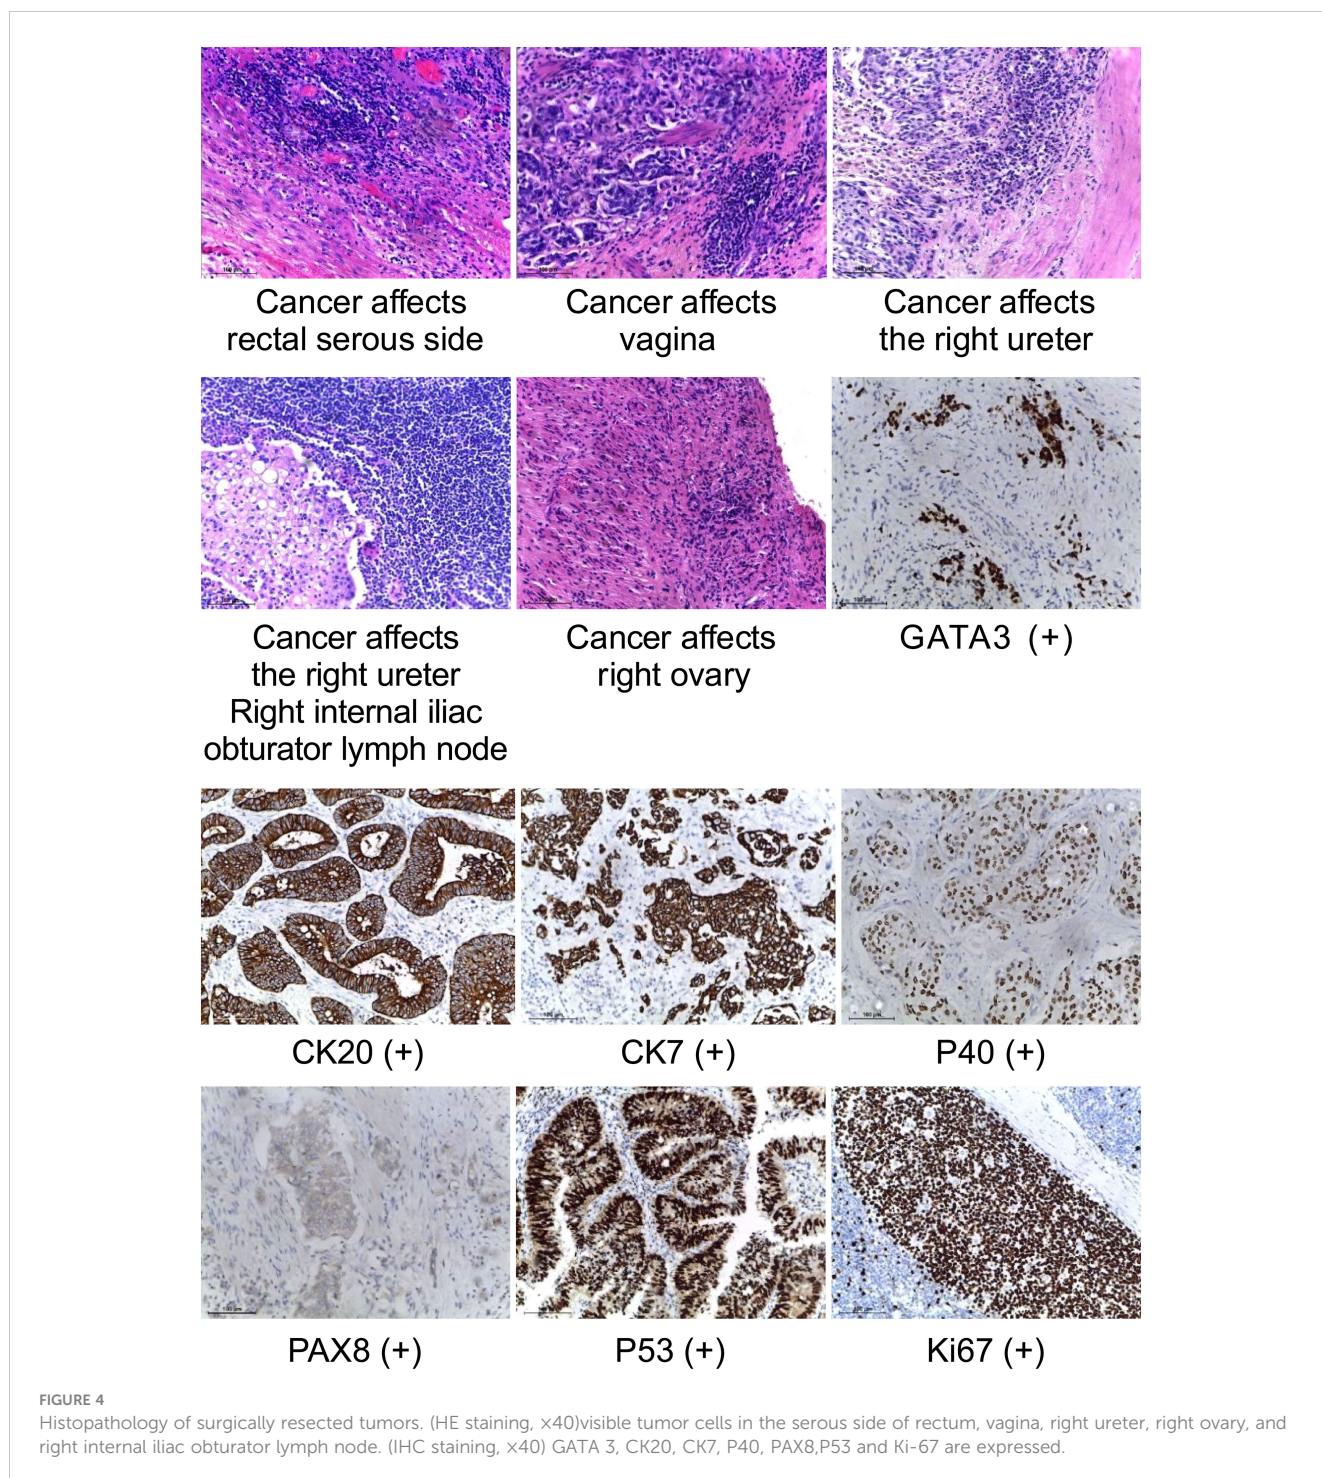 Cancer affects
rectal serous side
Cancer affects
vagina
Cancer affects
the right ureter
Cancer affects
the right ureter
Right internal iliac
obturator lymph node
Cancer affects
right ovary
GATA3 (+)
CK20 (+)
CK7 (+)
P40 (+)
PAX8 (+)
P53 (+)
Ki67 (+)
FIGURE 4
Histopathology of surgically resected tumors. (HE staining, ×40)visible tumor cells in the serous side of rectum, vagina, right ureter, right ovary, and
right internal iliac obturator lymph node. (IHC staining, ×40) GATA 3, CK20, CK7, P40, PAX8,P53 and Ki-67 are expressed.